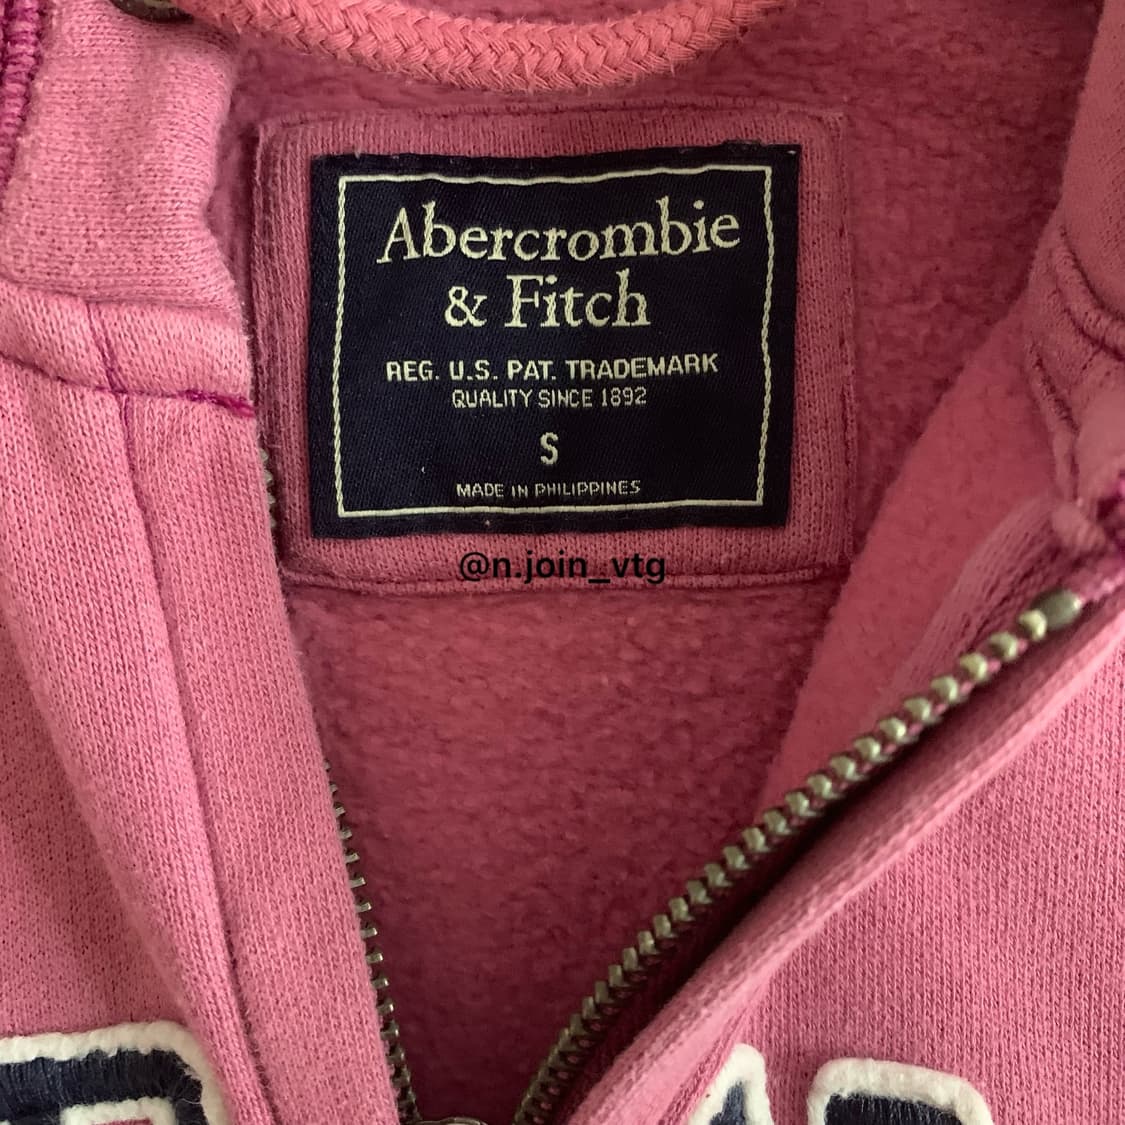 Abercrombie
& Fitch
REG. U.S. PAT. TRADEMARK
QUALITY SINCE 1892
S
MADE IN PHILIPPINES
@n.join_vtg